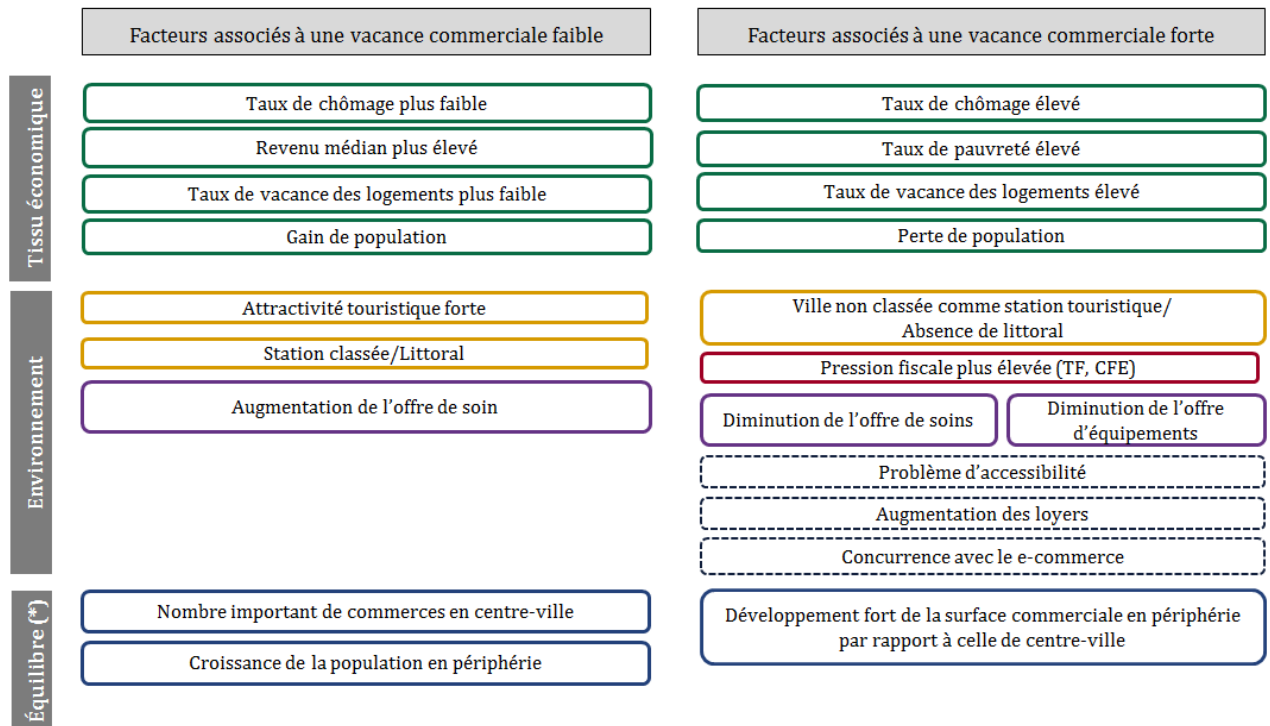 Facteurs associés à une vacance commerciale faible
Facteurs associés à une vacance commerciale forte
Tissu économique
Taux de chômage plus faible
Taux de chômage élevé
Revenu médian plus élevé
Taux de pauvreté élevé
Taux de vacance des logements plus faible
Taux de vacance des logements élevé
Gain de population
Perte de population
Environnement
Attractivité touristique forte
Ville non classée comme station touristique/
Absence de littoral
Station classée/Littoral
Pression fiscale plus élevée (TF, CFE)
Augmentation de l'offre de soin
Diminution de l'offre de soins
Diminution de l'offre
d'équipements
Problème d'accessibilité
Augmentation des loyers
Concurrence avec le e-commerce
Équilibre (*)
Nombre important de commerces en centre-ville
Développement fort de la surface commerciale en périphérie
par rapport à celle de centre-ville
Croissance de la population en périphérie